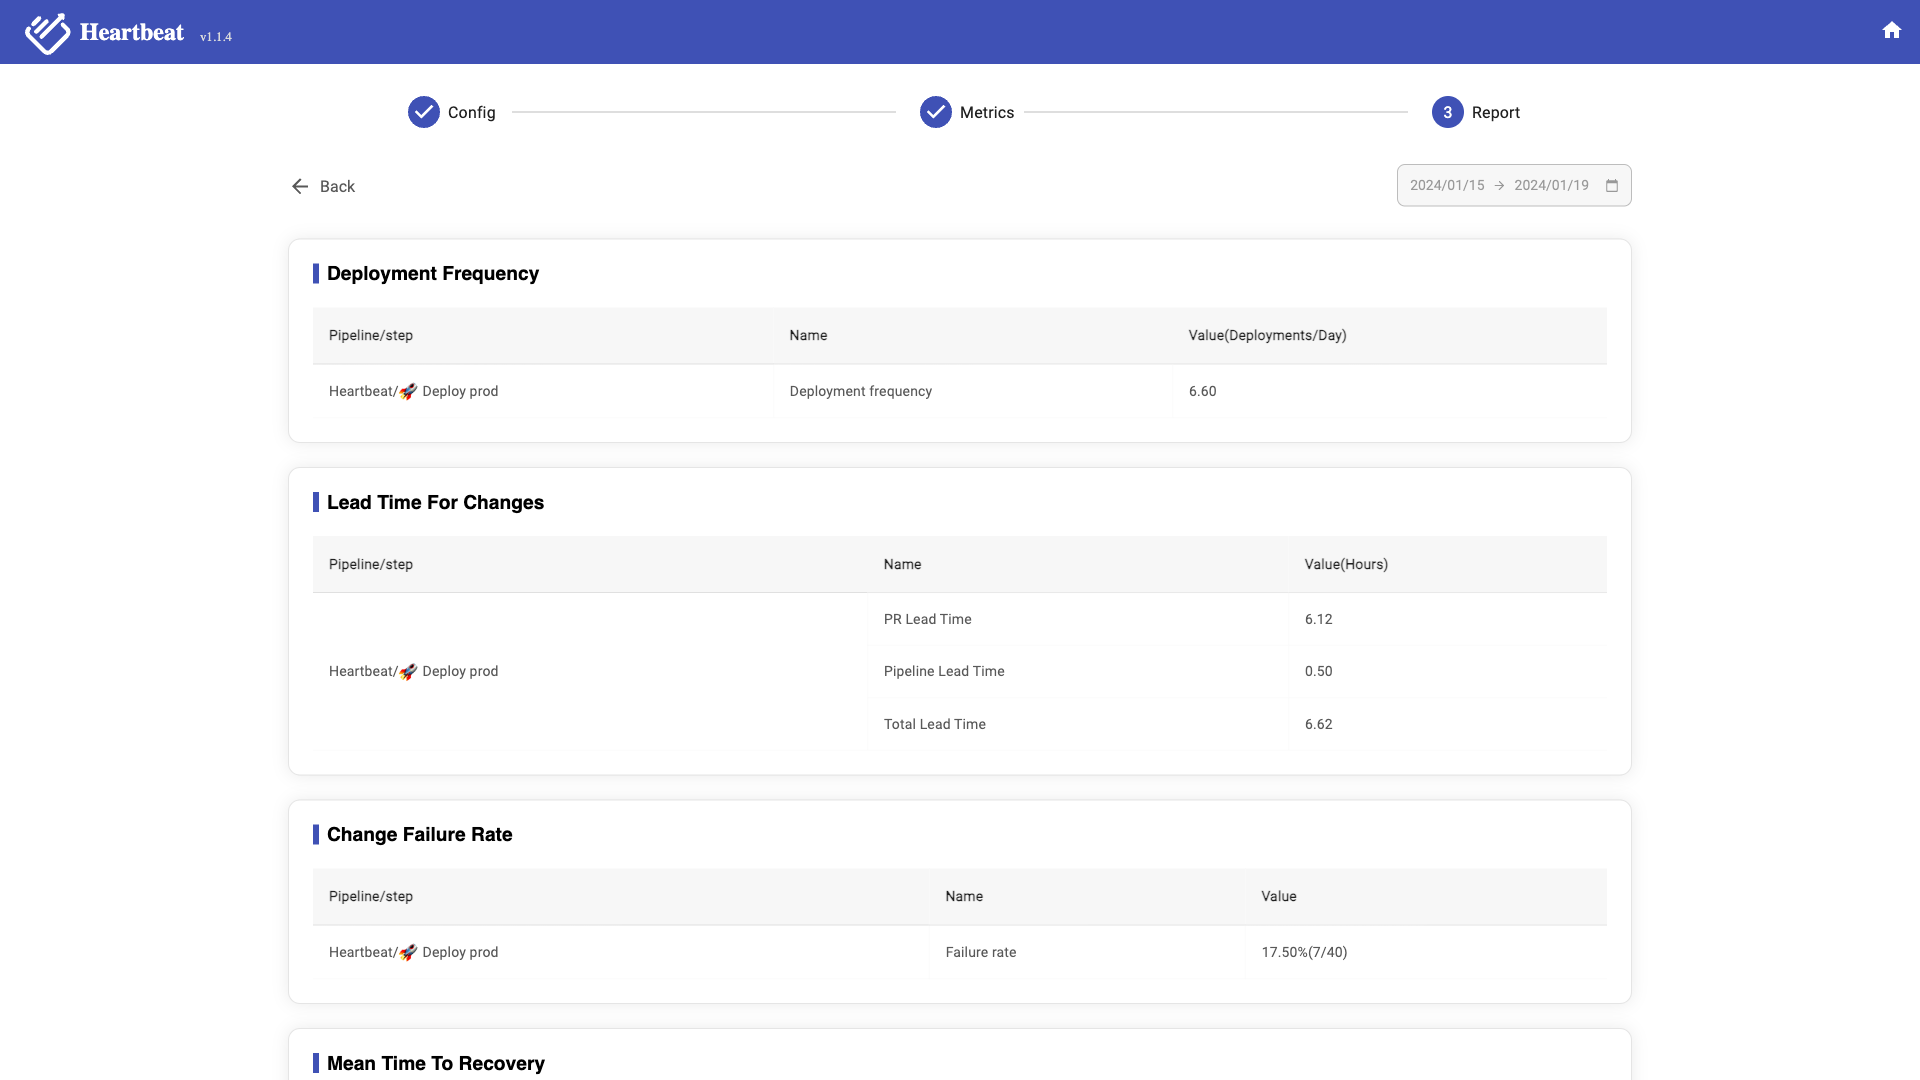 Heartbeat v1.1.4
Config
Metrics
3 Report
Back
2024/01/15 → 2024/01/19
Deployment Frequency
Pipeline/step Name Value(Deployments/Day)
Heartbeat/🚀 Deploy prod Deployment frequency 6.60
Lead Time For Changes
Pipeline/step Name Value(Hours)
PR Lead Time 6.12
Heartbeat/🚀 Deploy prod Pipeline Lead Time 0.50
Total Lead Time 6.62
Change Failure Rate
Pipeline/step Name Value
Heartbeat/🚀 Deploy prod Failure rate 17.50%(7/40)
Mean Time To Recovery